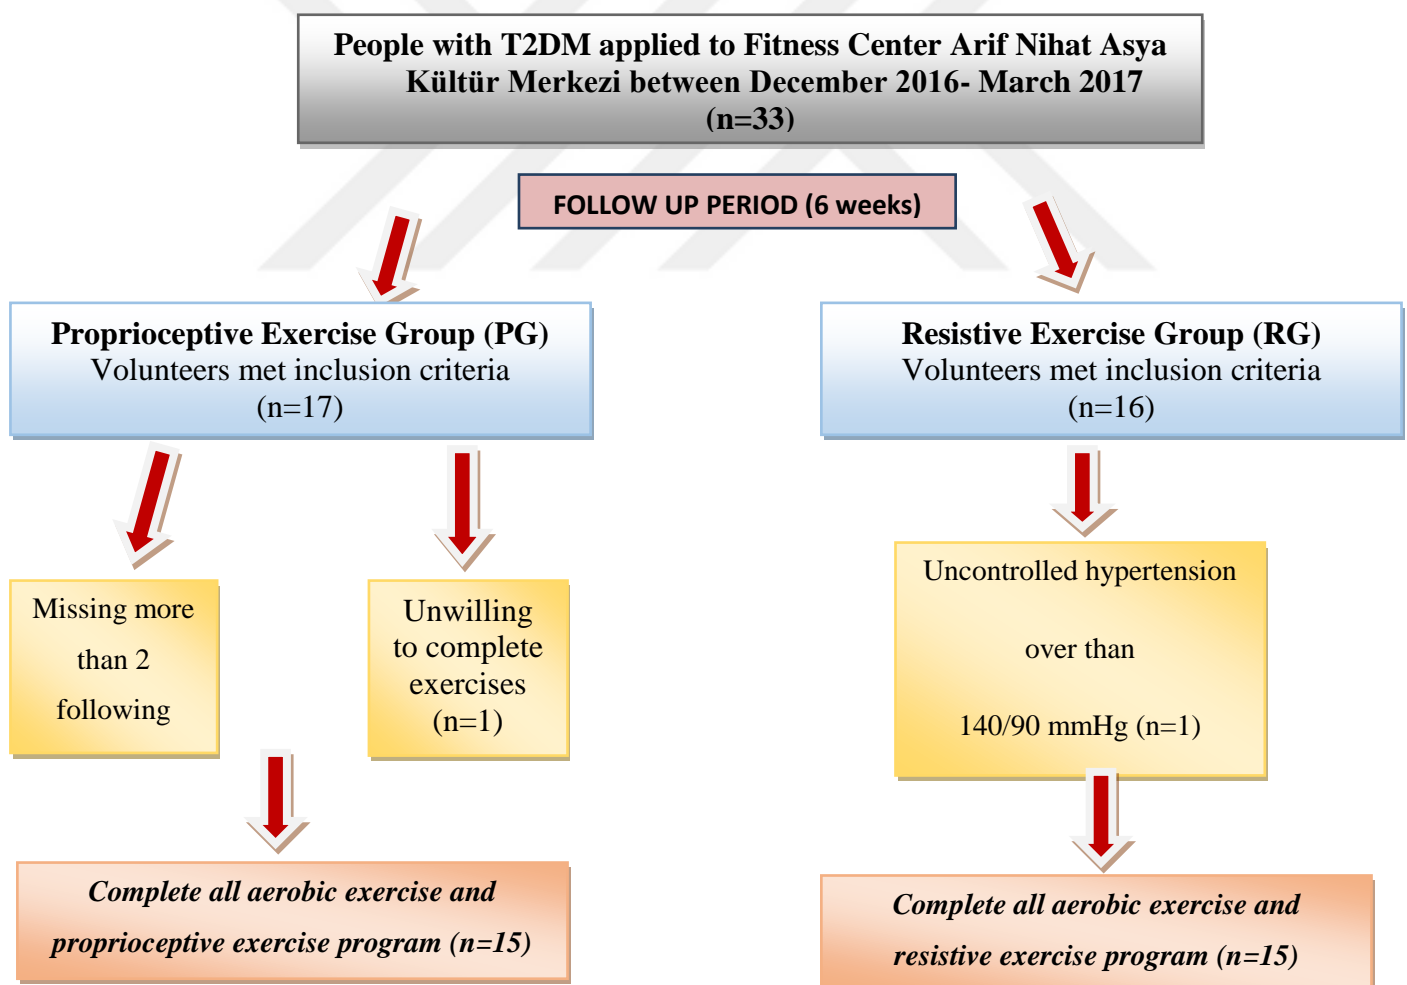 People with T2DM applied to Fitness Center Arif Nihat Asya
Kültür Merkezi between December 2016- March 2017
(n=33)
FOLLOW UP PERIOD (6 weeks)
Proprioceptive Exercise Group (PG)
Volunteers met inclusion criteria
(n=17)
Resistive Exercise Group (RG)
Volunteers met inclusion criteria
(n=16)
Missing more
than 2
following
Unwilling
to complete
exercises
(n=1)
Uncontrolled hypertension
over than
140/90 mmHg (n=1)
Complete all aerobic exercise and
proprioceptive exercise program (n=15)
Complete all aerobic exercise and
resistive exercise program (n=15)